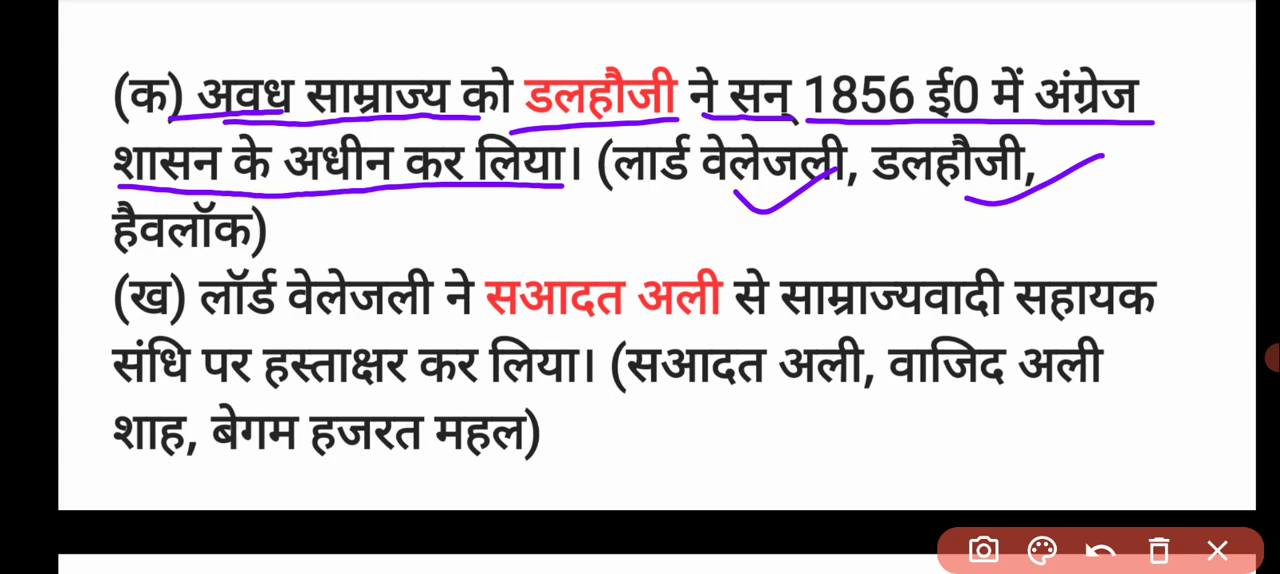 (क) अवध साम्राज्य को डलहौजी ने सन् 1856 ई0 में अंग्रेज
शासन के अधीन कर लिया। (लार्ड वेलेजली, डलहौजी,
हैवलॉक)
(ख) लॉर्ड वेलेजली ने सआदत अली से साम्राज्यवादी सहायक
संधि पर हस्ताक्षर कर लिया। (सआदत अली, वाजिद अली
शाह, बेगम हजरत महल)